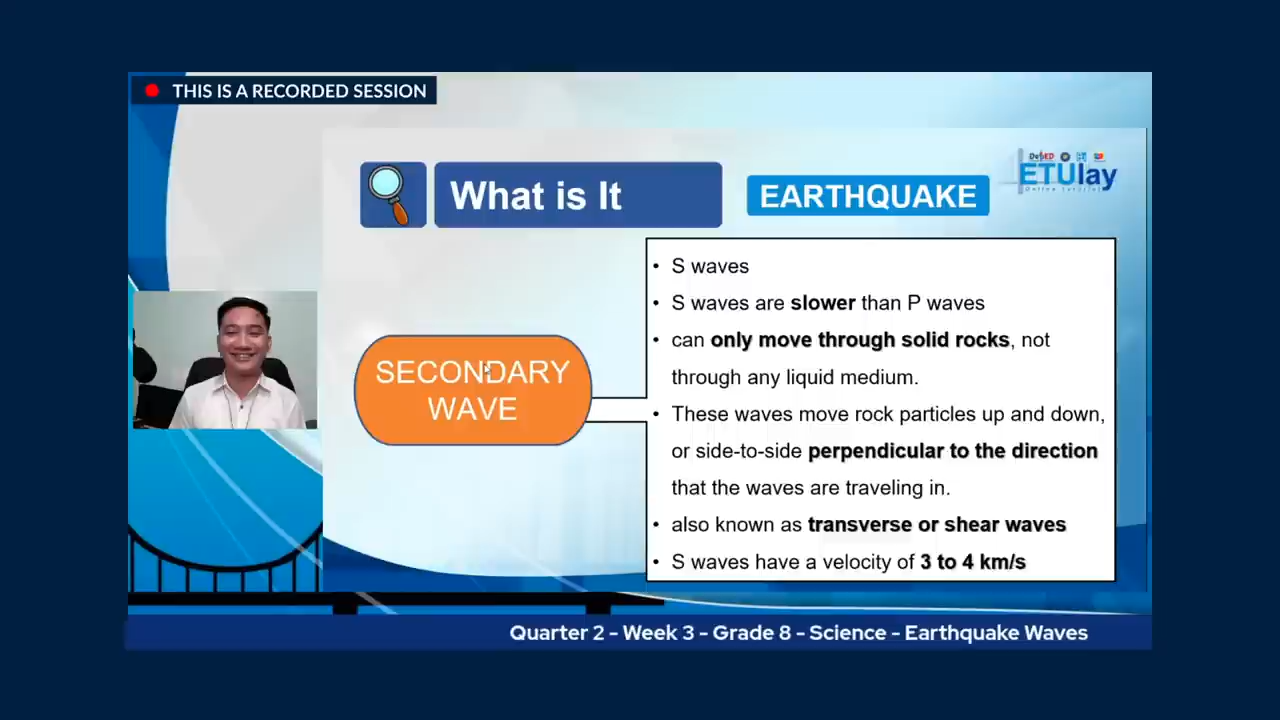 THIS IS A RECORDED SESSION
What is It
EARTHQUAKE
DepED
ETUlay
Online Tutorial
SECONDARY
WAVE
• S waves
• S waves are slower than P waves
• can only move through solid rocks, not
through any liquid medium.
• These waves move rock particles up and down,
or side-to-side perpendicular to the direction
that the waves are traveling in.
• also known as transverse or shear waves
• S waves have a velocity of 3 to 4 km/s
Quarter 2 - Week 3 - Grade 8 - Science - Earthquake Waves